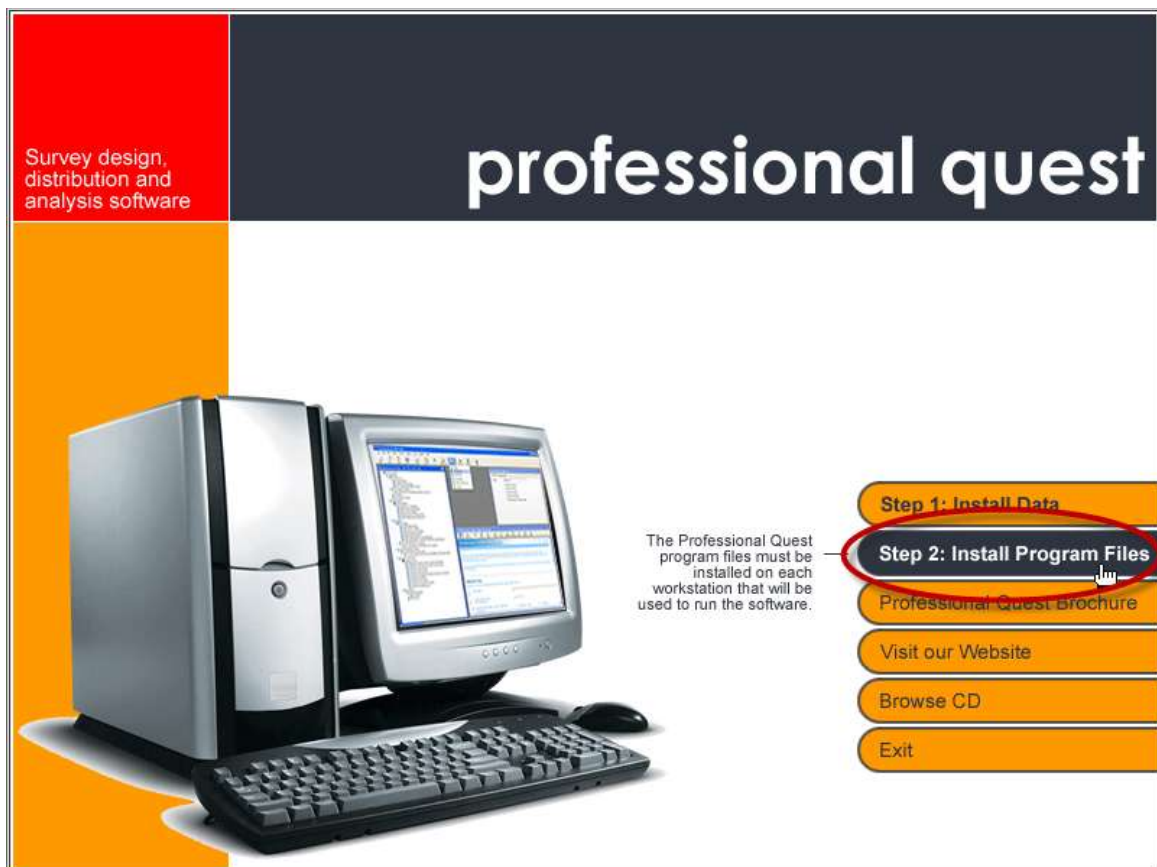 Survey design,
distribution and
analysis software
professional quest
The Professional Quest
program files must be
installed on each
workstation that will be
used to run the software.
Step 1: Install Data
Step 2: Install Program Files
Professional Quest Brochure
Visit our Website
Browse CD
Exit